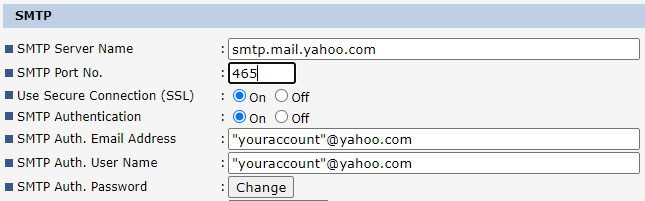 SMTP
SMTP Server Name : smtp.mail.yahoo.com
SMTP Port No. : 465
Use Secure Connection (SSL) : On Off
SMTP Authentication : On Off
SMTP Auth. Email Address : "youraccount"@yahoo.com
SMTP Auth. User Name : "youraccount"@yahoo.com
SMTP Auth. Password : Change